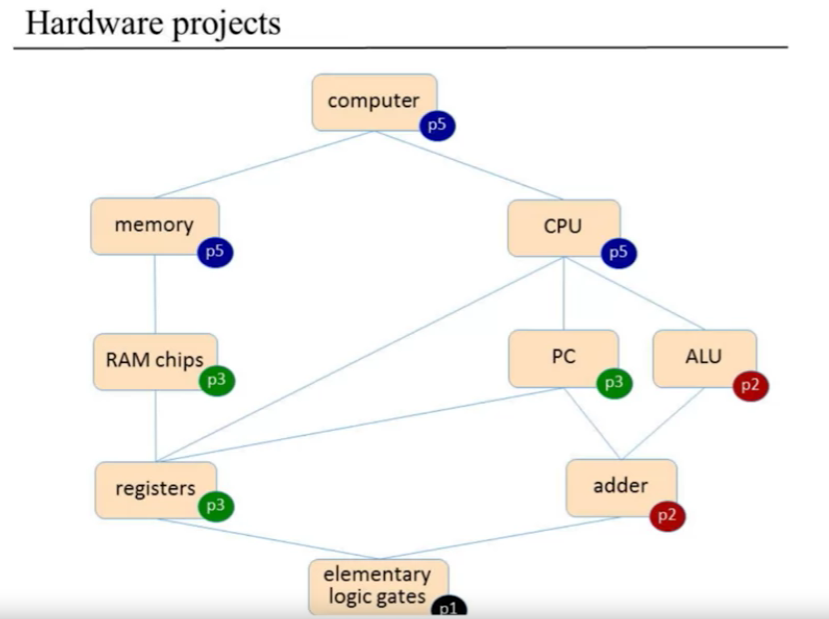 Hardware projects
computer
p5
memory
p5
CPU
p5
RAM chips
p3
PC
p3
ALU
p2
registers
p3
adder
p2
elementary
logic gates
p1